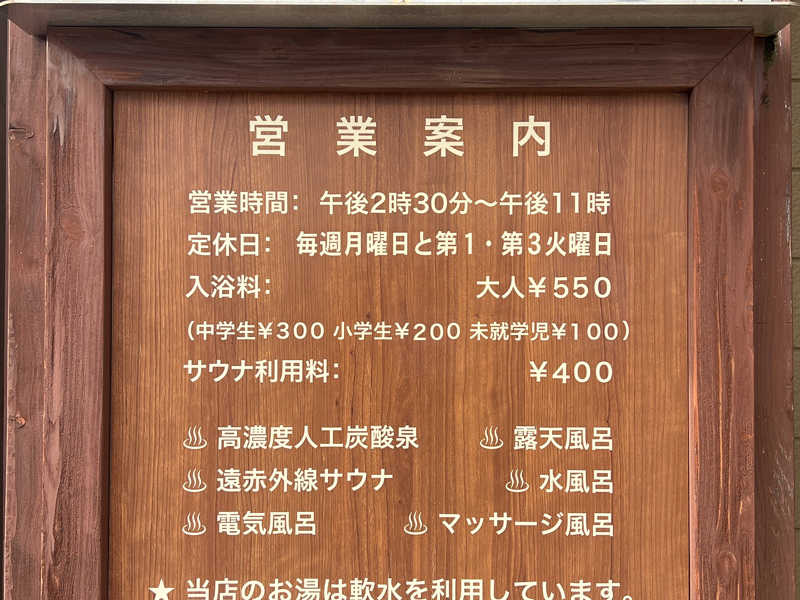 営業案内
営業時間： 午後2時30分～午後11時
定休日： 毎週月曜日と第1・第3火曜日
入浴料： 大人¥550
（中学生¥300 小学生¥200 未就学児¥100）
サウナ利用料： ¥400
♨ 高濃度人工炭酸泉 ♨ 露天風呂
♨ 遠赤外線サウナ ♨ 水風呂
♨ 電気風呂 ♨ マッサージ風呂
★ 当店のお湯は軟水を利用しています。